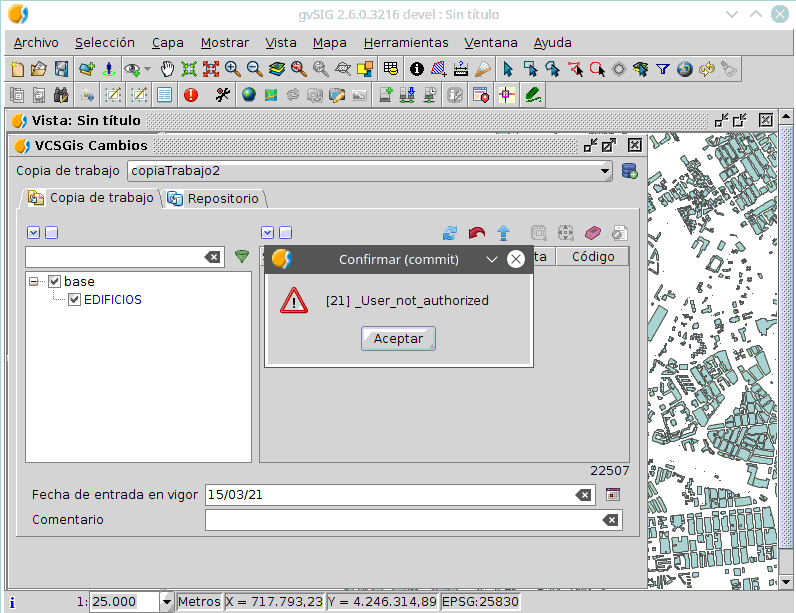 gvSIG 2.6.0.3216 devel : Sin título
Archivo Selección Capa Mostrar Vista Mapa Herramientas Ventana Ayuda
Vista: Sin título
VCSGis Cambios
Copia de trabajo copiaTrabajo2
Copia de trabajo Repositorio
Confirmar (commit)
ta Código
[21] _User_not_authorized
Aceptar
base
EDIFICIOS
22507
Fecha de entrada en vigor 15/03/21
Comentario
1: 25.000 Metros X = 717.793,23 Y = 4.246.314,89 EPSG:25830